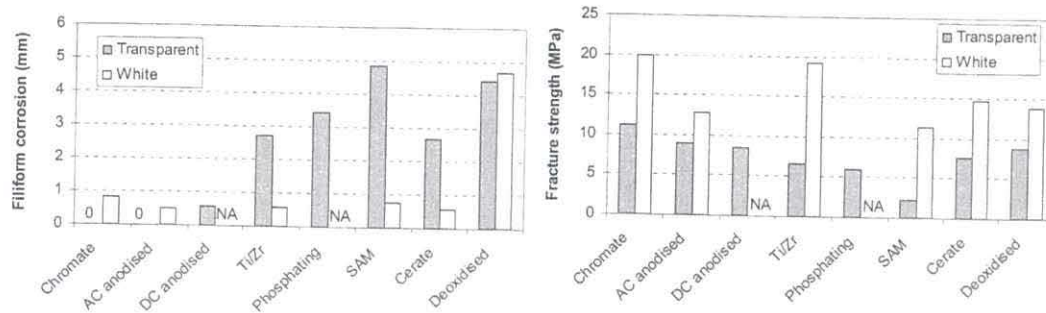 Filiform corrosion (mm)
6
5
4
3
2
1
0
Transparent
White
0
0
NA
NA
Chromate
AC anodised
DC anodised
Ti/Zr
Phosphating
SAM
Cerate
Deoxidised
Fracture strength (MPa)
25
20
15
10
5
0
Transparent
White
NA
NA
Chromate
AC anodised
DC anodised
Ti/Zr
Phosphating
SAM
Cerate
Deoxidised